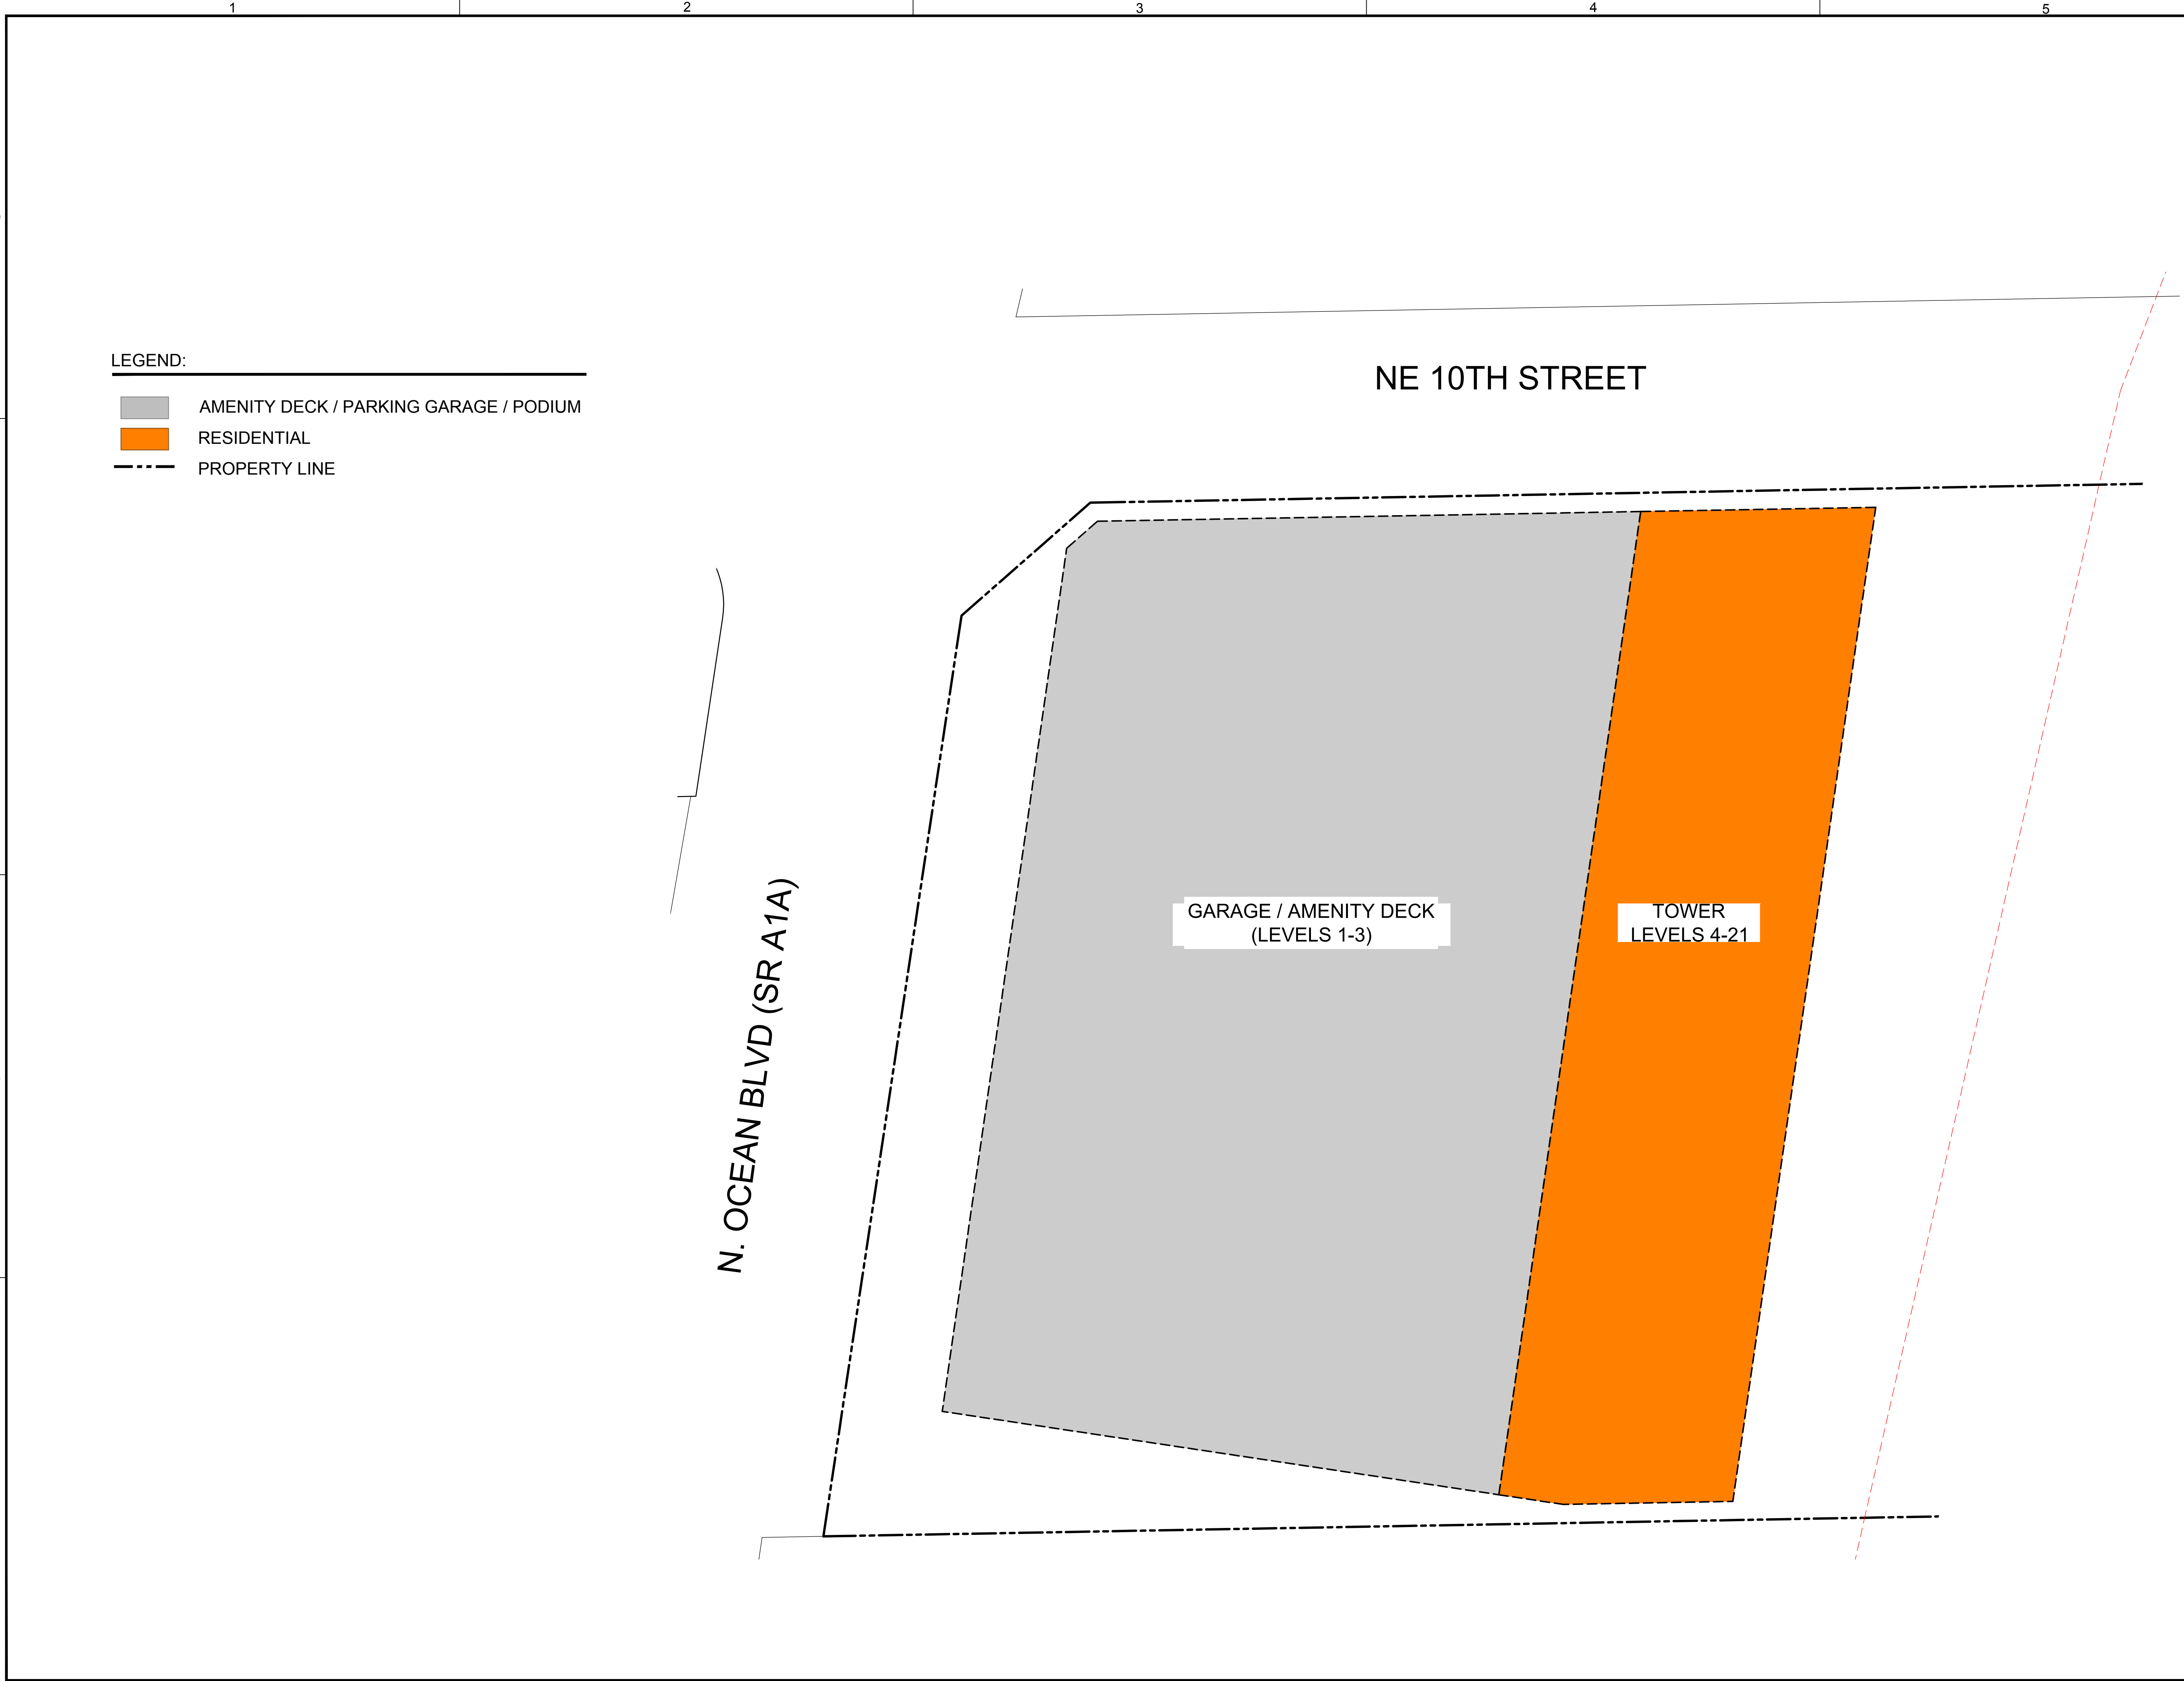 1 2 3 4 5
NE 10TH STREET
LEGEND:
AMENITY DECK / PARKING GARAGE / PODIUM
RESIDENTIAL
PROPERTY LINE
N. OCEAN BLVD (SR A1A)
GARAGE / AMENITY DECK
(LEVELS 1-3)
TOWER
LEVELS 4-21